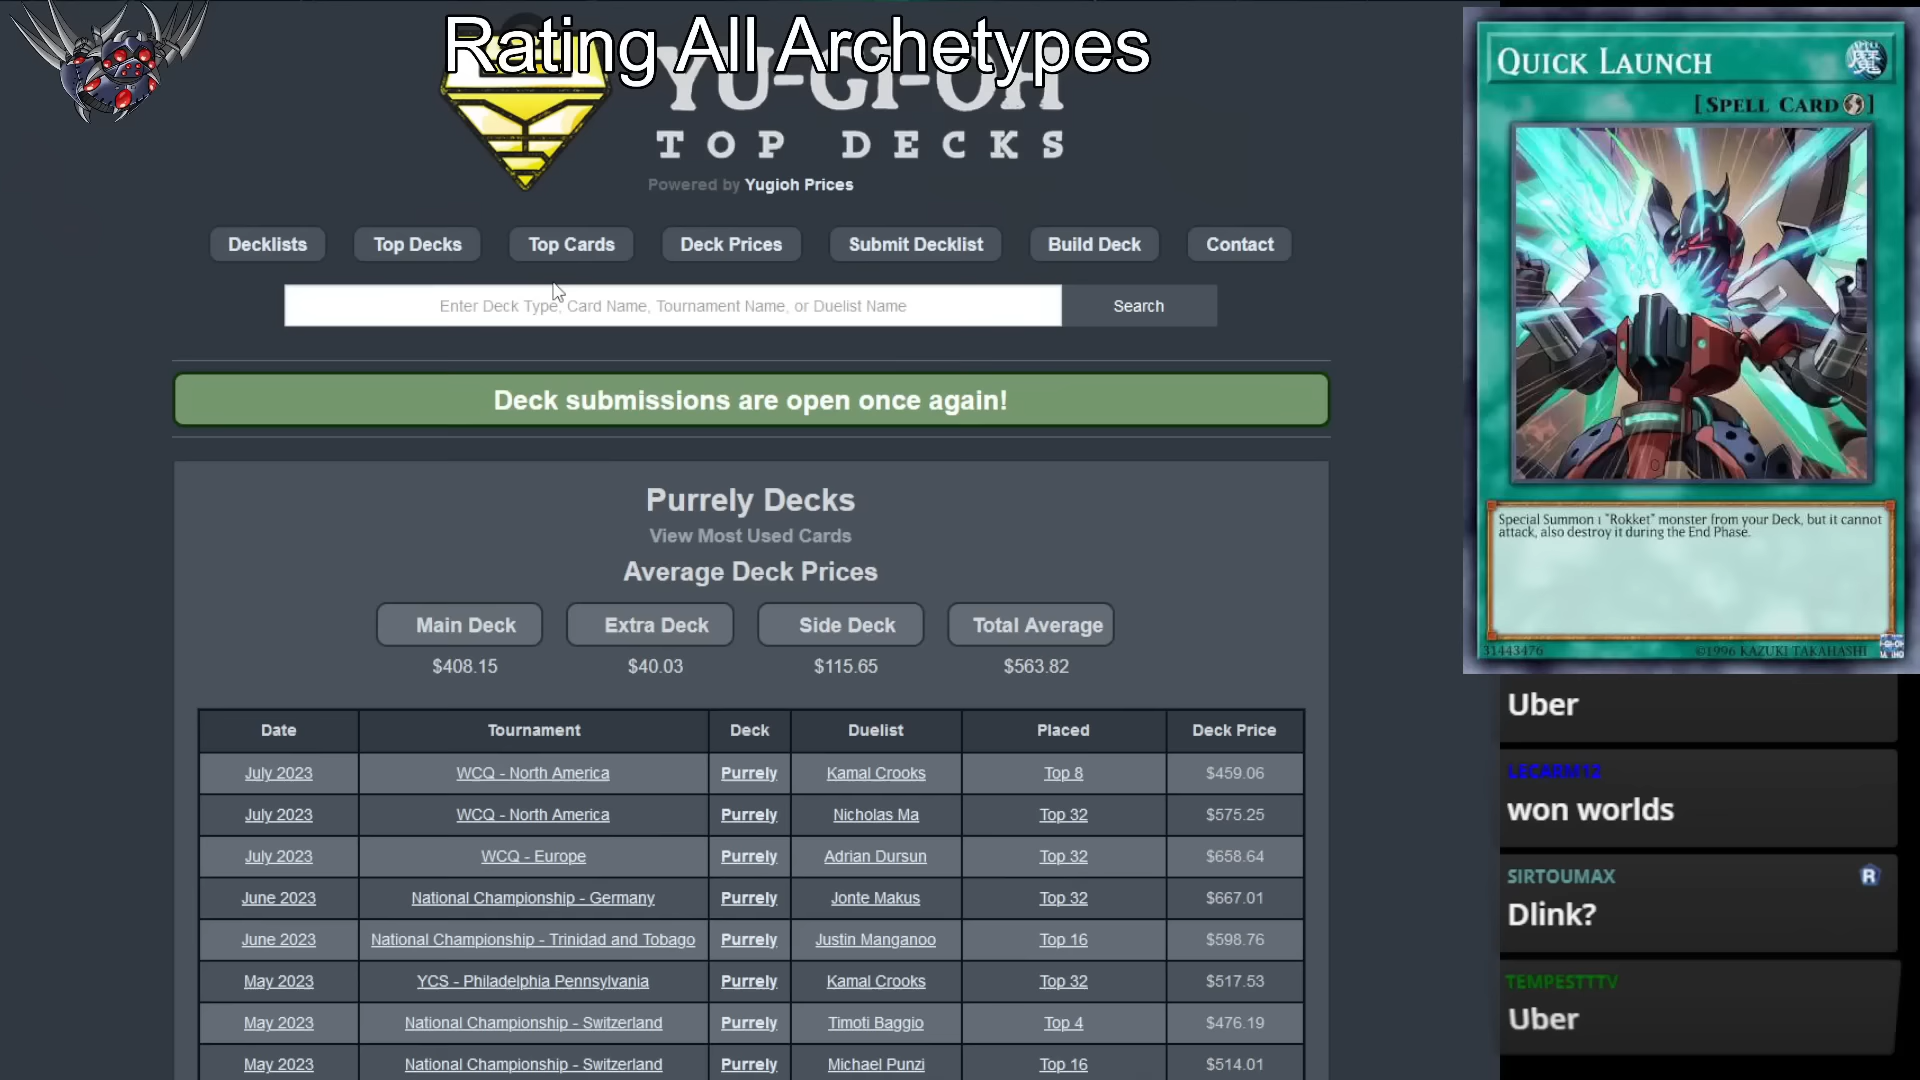 Rating All Archetypes
YU-GI-OH
TOP DECKS
Powered by Yugioh Prices
Decklists
Top Decks
Top Cards
Deck Prices
Submit Decklist
Build Deck
Contact
Enter Deck Type, Card Name, Tournament Name, or Duelist Name
Search
Deck submissions are open once again!
Purrely Decks
View Most Used Cards
Average Deck Prices
Main Deck Extra Deck Side Deck Total Average
$408.15 $40.03 $115.65 $563.82
Date Tournament Deck Duelist Placed Deck Price
July 2023 WCQ - North America Purrely Kamal Crooks Top 8 $459.06
July 2023 WCQ - North America Purrely Nicholas Ma Top 32 $575.25
July 2023 WCQ - Europe Purrely Adrian Dursun Top 32 $658.64
June 2023 National Championship - Germany Purrely Jonte Makus Top 32 $667.01
June 2023 National Championship - Trinidad and Tobago Purrely Justin Manganoo Top 16 $598.76
May 2023 YCS - Philadelphia Pennsylvania Purrely Kamal Crooks Top 32 $517.53
May 2023 National Championship - Switzerland Purrely Timoti Baggio Top 4 $476.19
May 2023 National Championship - Switzerland Purrely Michael Punzi Top 16 $514.01
QUICK LAUNCH
魔
[SPELL CARD]
Special Summon 1 "Rokket" monster from your Deck, but it cannot
attack, also destroy it during the End Phase.
31443476 ©1996 KAZUKI TAKAHASHI
Uber
won worlds
SIRTOUMAX R
Dlink?
TEMPESTTTV
Uber